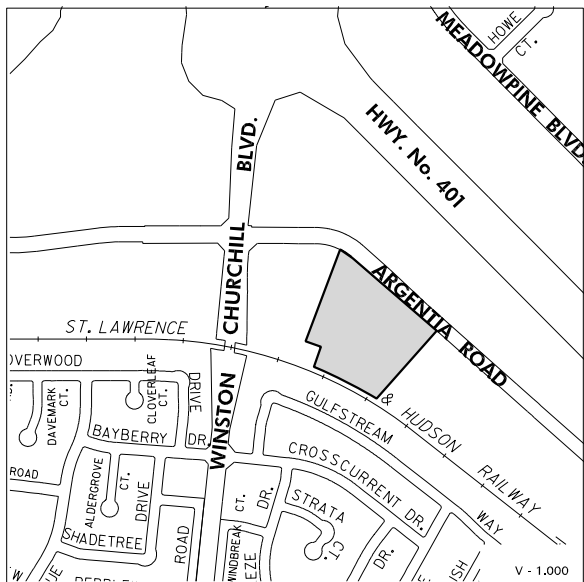 HOWE
CT.
MEADOWPINE BLVD
HWY. No. 401
BLVD.
CHURCHILL
WINSTON
ARGENTIA ROAD
ST. LAWRENCE
& HUDSON RAILWAY
OVERWOOD
DRIVE
CLOVERLEAF
CT.
DAVEMARK
CT.
BAYBERRY DR.
GULFSTREAM
WAY
CROSSCURRENT DR.
ROAD
ALDERGROVE
CT.
DRIVE
SHADETREE
ROAD
CT.
DR.
STRATA
CT.
WINDBREAK
EZE
DR.
SH
UE
W
V - 1.000